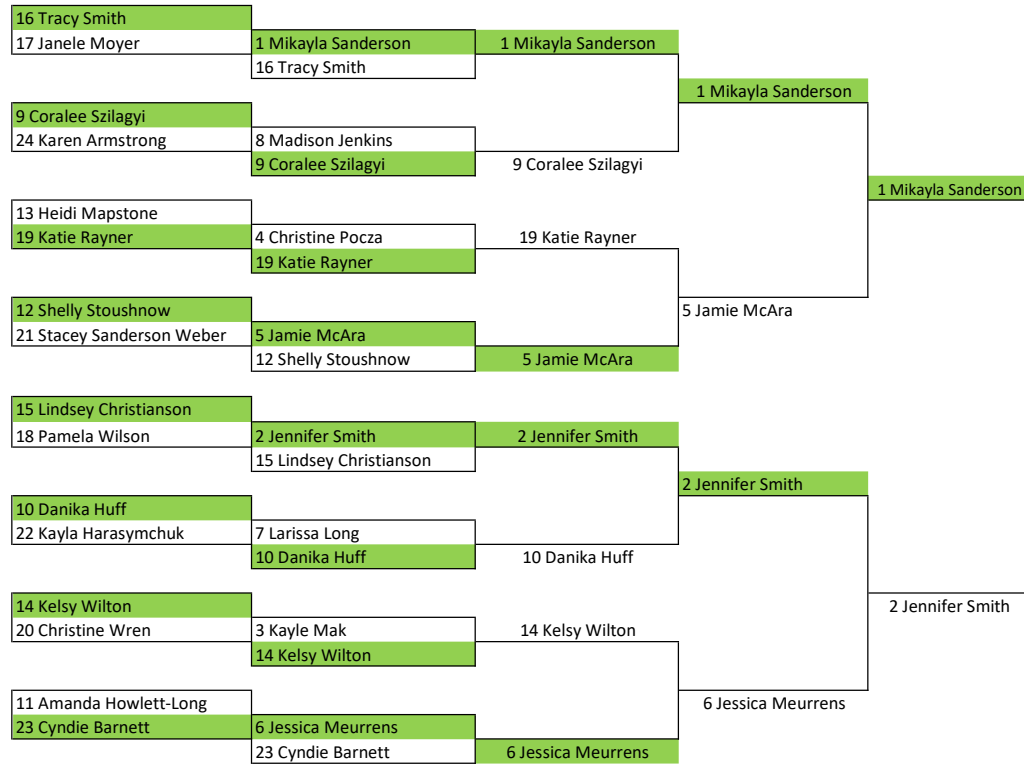 16 Tracy Smith
17 Janele Moyer
9 Coralee Szilagyi
24 Karen Armstrong
13 Heidi Mapstone
19 Katie Rayner
12 Shelly Stoushnow
21 Stacey Sanderson Weber
15 Lindsey Christianson
18 Pamela Wilson
10 Danika Huff
22 Kayla Harasymchuk
14 Kelsy Wilton
20 Christine Wren
11 Amanda Howlett-Long
23 Cyndie Barnett
1 Mikayla Sanderson
16 Tracy Smith
8 Madison Jenkins
9 Coralee Szilagyi
4 Christine Pocza
19 Katie Rayner
5 Jamie McAra
12 Shelly Stoushnow
2 Jennifer Smith
15 Lindsey Christianson
7 Larissa Long
10 Danika Huff
3 Kayle Mak
14 Kelsy Wilton
6 Jessica Meurrens
23 Cyndie Barnett
1 Mikayla Sanderson
9 Coralee Szilagyi
19 Katie Rayner
5 Jamie McAra
2 Jennifer Smith
10 Danika Huff
14 Kelsy Wilton
6 Jessica Meurrens
1 Mikayla Sanderson
5 Jamie McAra
2 Jennifer Smith
6 Jessica Meurrens
1 Mikayla Sanderson
2 Jennifer Smith